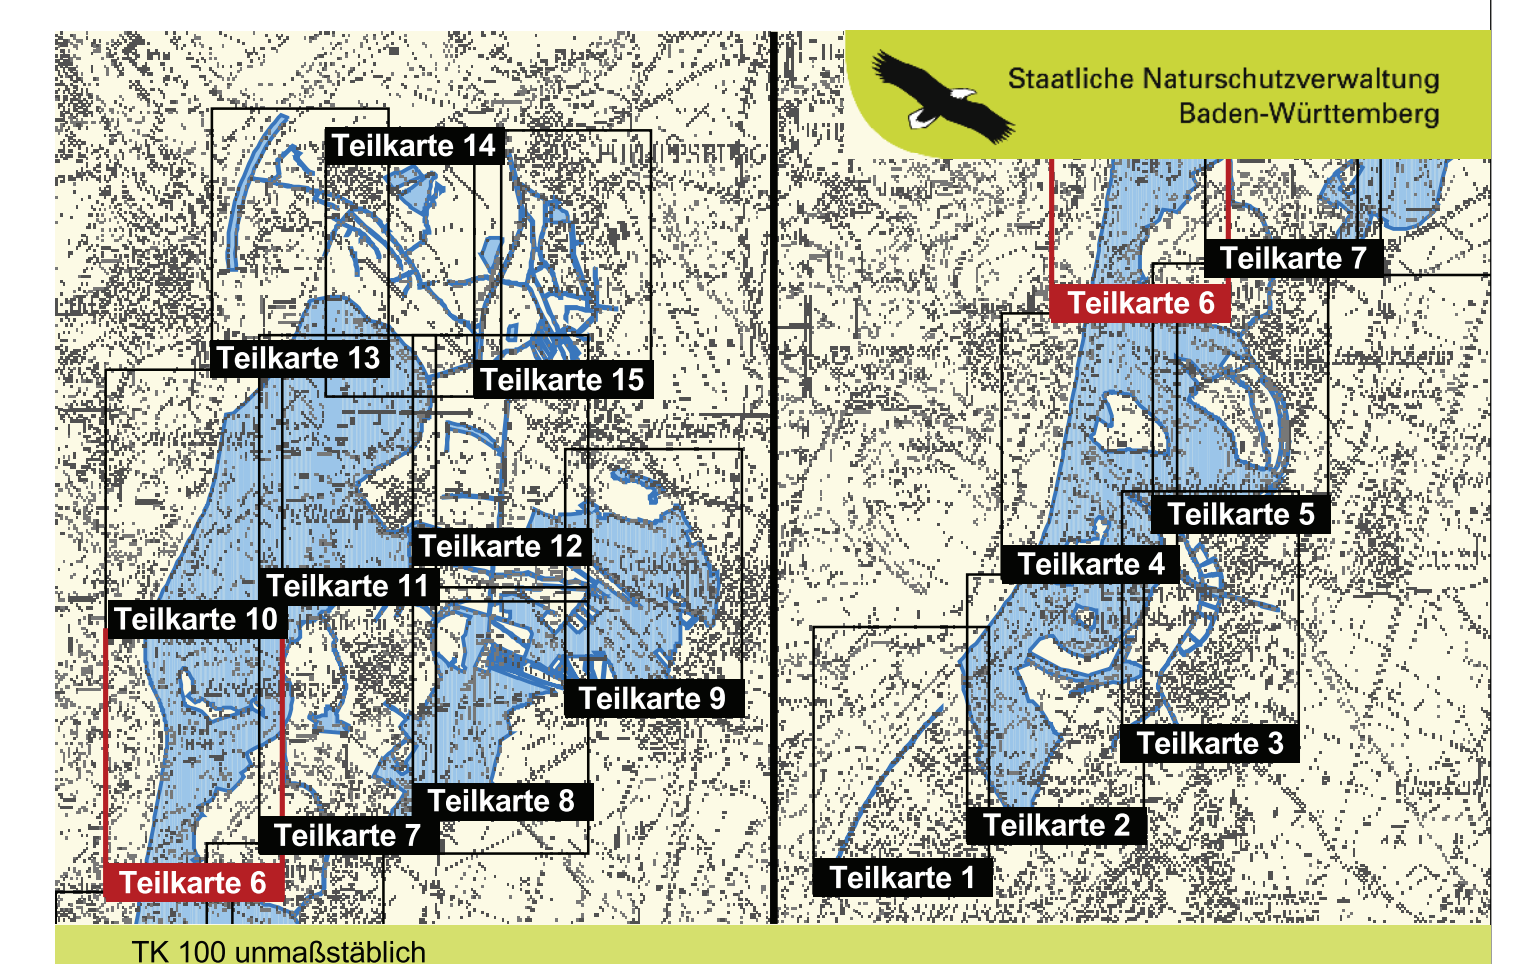 Staatliche Naturschutzverwaltung
Baden-Württemberg
Teilkarte 14
Teilkarte 13
Teilkarte 15
Teilkarte 12
Teilkarte 11
Teilkarte 10
Teilkarte 9
Teilkarte 8
Teilkarte 7
Teilkarte 6
Teilkarte 7
Teilkarte 6
Teilkarte 5
Teilkarte 4
Teilkarte 3
Teilkarte 2
Teilkarte 1
TK 100 unmaßstäblich